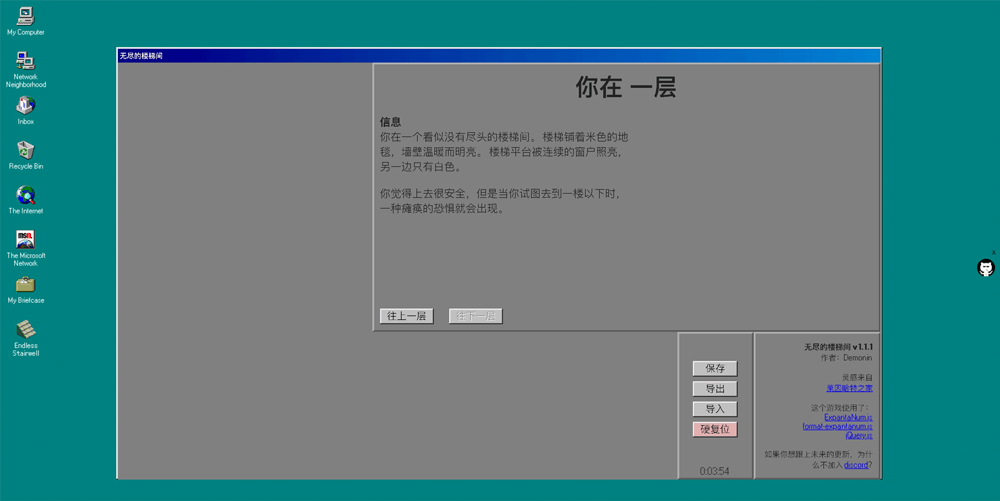 My Computer
Network
Neighborhood
Inbox
Recycle Bin
The Internet
msn
The Microsoft
Network
My Briefcase
Endless
Stairwell
无尽的楼梯间
你在 一层
信息
你在一个看似没有尽头的楼梯间。楼梯铺着米色的地
毯，墙壁温暖而明亮。楼梯平台被连续的窗户照亮，
另一边只有白色。
你觉得上去很安全，但是当你试图去到一楼以下时，
一种瘫痪的恐惧就会出现。
往上一层
往下一层
保存
导出
导入
硬复位
0:03:54
无尽的楼梯间 v1.1.1
作者：Demonin
灵感来自
莱因哈特之家
这个游戏使用了：
ExpantaNum.js
format-expantanum.js
jQuery.js
如果你想跟上未来的更新，为什
么不加入 discord?
x